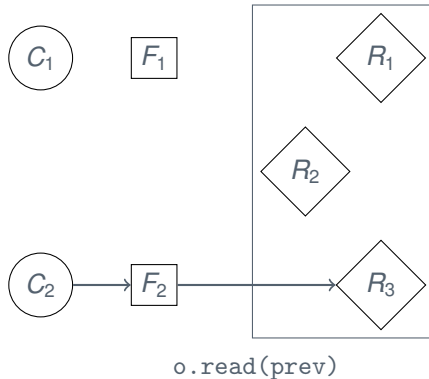 C₁ F₁ R₁
R₂
C₂ F₂ R₃
o.read(prev)